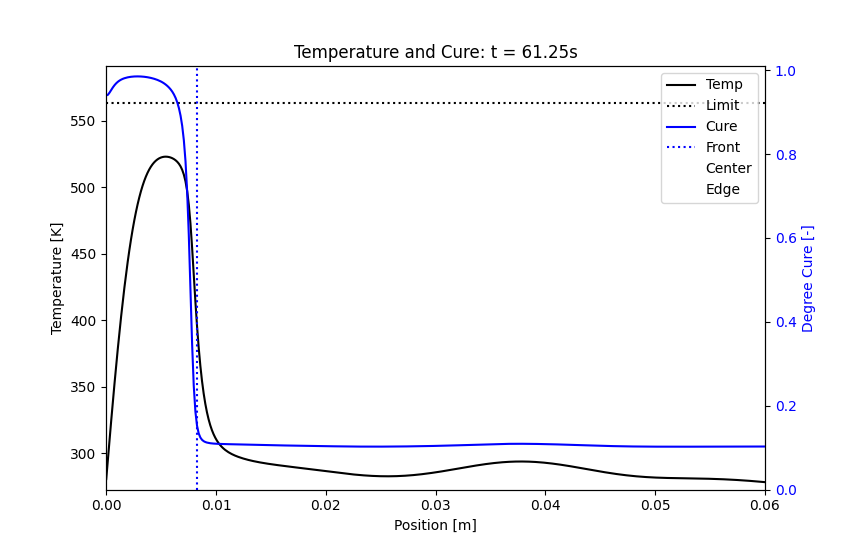 Temperature and Cure: t = 61.25s
Temp
Limit
Cure
Front
Center
Edge
Temperature [K]
550
500
450
400
350
300
Degree Cure [-]
1.0
0.8
0.6
0.4
0.2
0.0
0.00 0.01 0.02 0.03 0.04 0.05 0.06
Position [m]